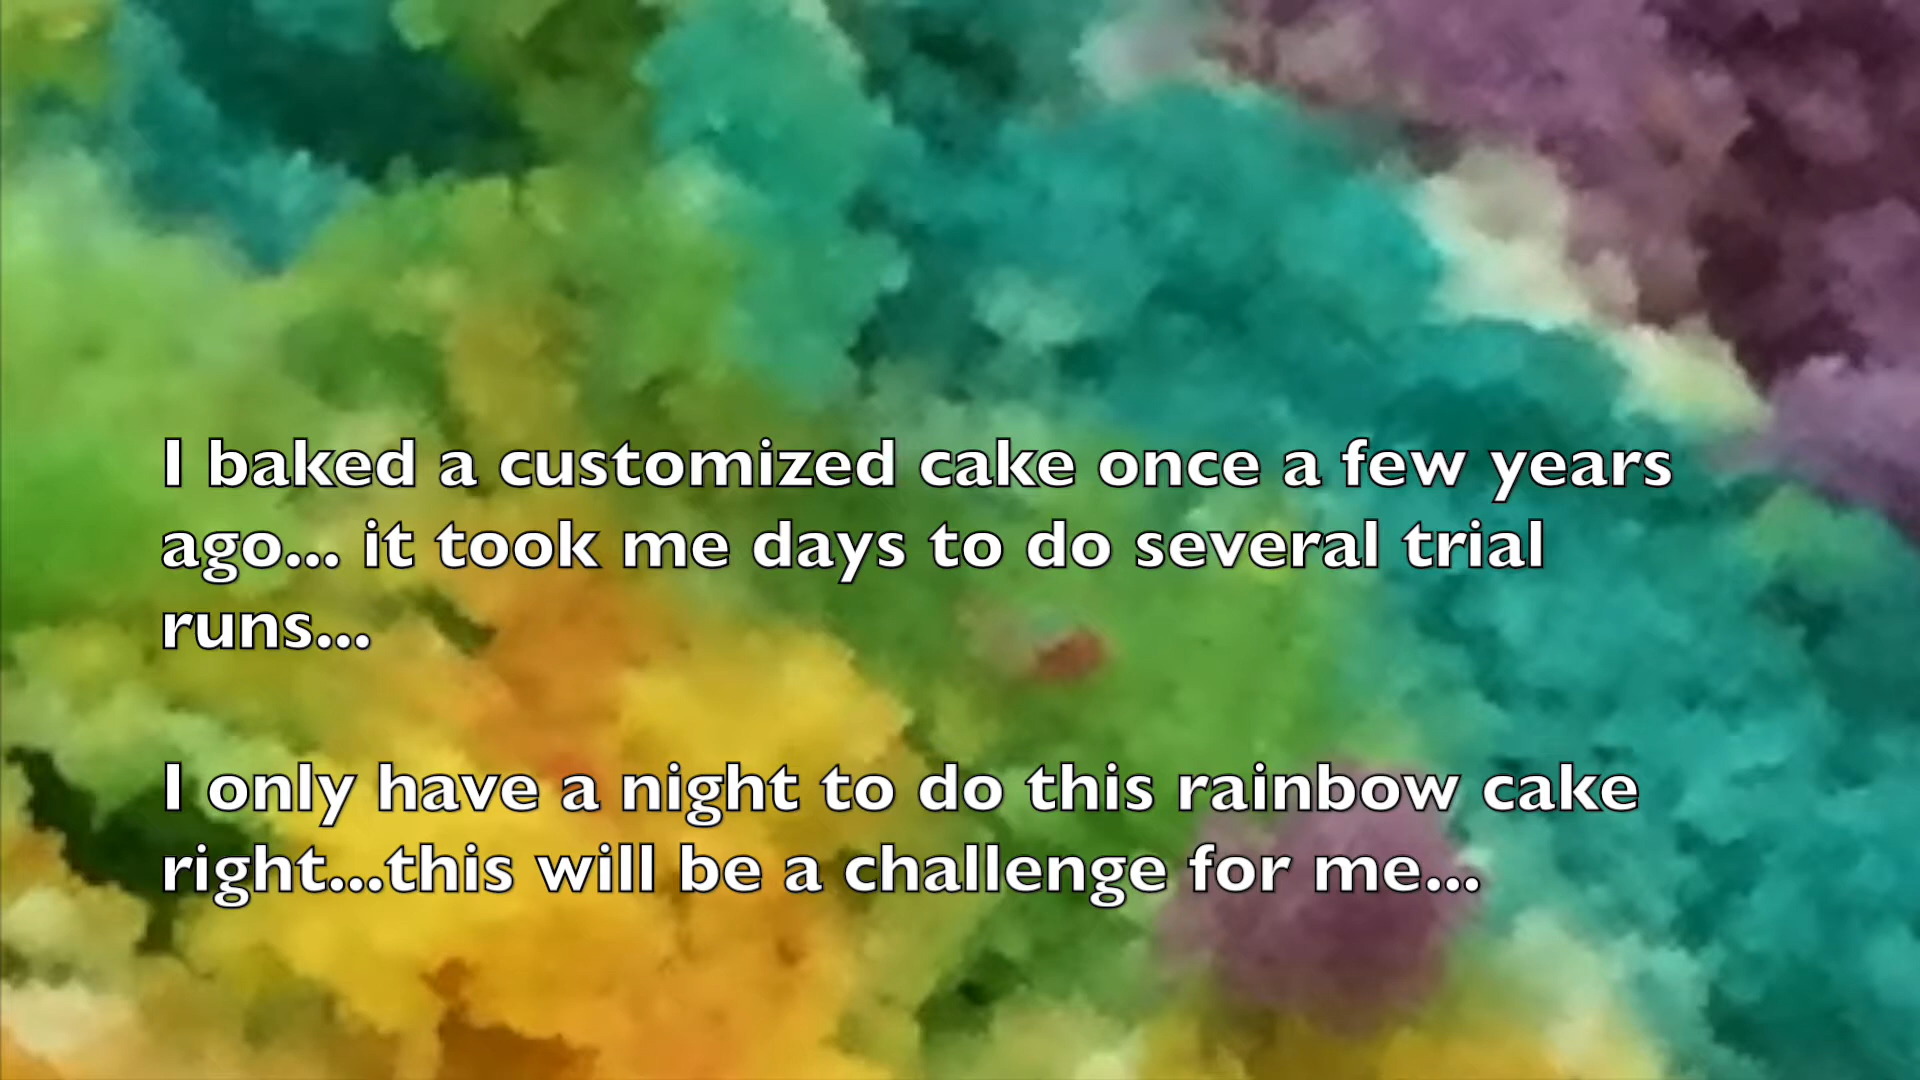 I baked a customized cake once a few years
ago... it took me days to do several trial
runs...
I only have a night to do this rainbow cake
right...this will be a challenge for me...